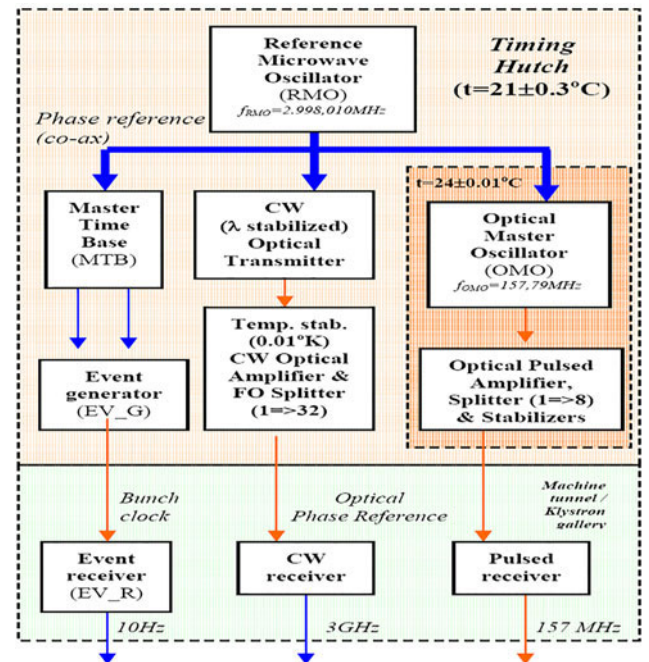 Reference
Microwave
Oscillator
(RMO)
fRMO=2.998,010MHz
Timing
Hutch
(t=21±0.3°C)
Phase reference
(co-ax)
Master
Time
Base
(MTB)
CW
(λ stabilized)
Optical
Transmitter
t=24±0.01°C
Optical
Master
Oscillator
(OMO)
fOMO=157,79MHz
Event
generator
(EV_G)
Temp. stab.
(0.01°K)
CW Optical
Amplifier &
FO Splitter
(1=>32)
Optical Pulsed
Amplifier,
Splitter (1=>8)
& Stabilizers
Bunch
clock
Optical
Phase Reference
Machine
tunnel /
Klystron
gallery
Event
receiver
(EV_R)
CW
receiver
Pulsed
receiver
10Hz
3GHz
157 MHz